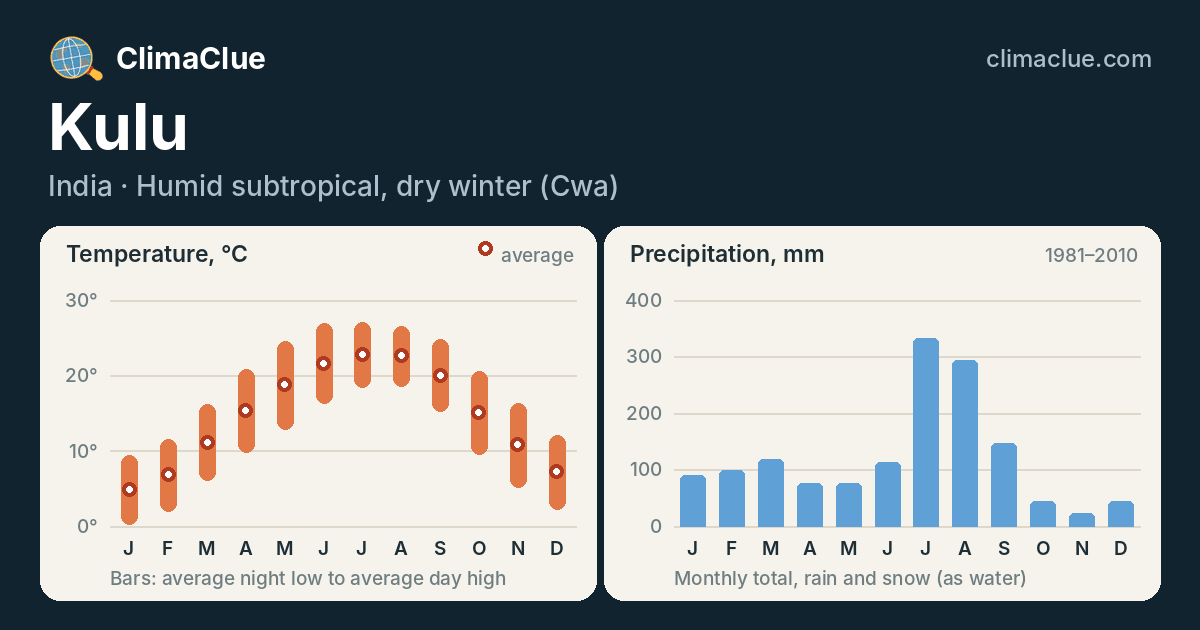 ClimaClue
climaclue.com
Kulu
India · Humid subtropical, dry winter (Cwa)
Temperature, °C
average
30°
20°
10°
0°
J F M A M J J A S O N D
Bars: average night low to average day high
Precipitation, mm
1981–2010
400
300
200
100
0
J F M A M J J A S O N D
Monthly total, rain and snow (as water)